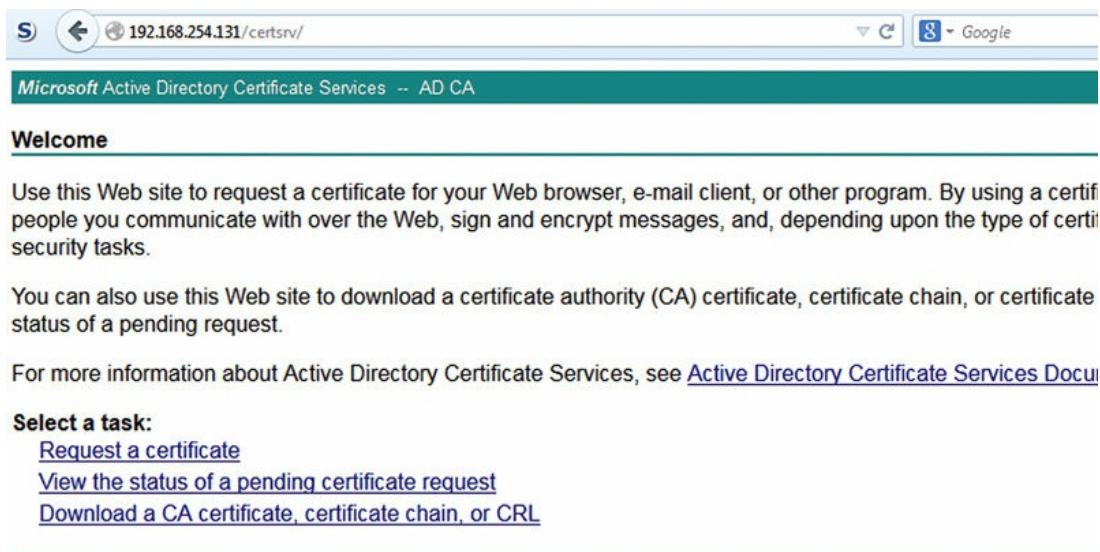 S)
192.168.254.131/certsrv/
8 Google
Microsoft Active Directory Certificate Services -- AD CA
Welcome
Use this Web site to request a certificate for your Web browser, e-mail client, or other program. By using a certif
people you communicate with over the Web, sign and encrypt messages, and, depending upon the type of certif
security tasks.
You can also use this Web site to download a certificate authority (CA) certificate, certificate chain, or certificate
status of a pending request.
For more information about Active Directory Certificate Services, see Active Directory Certificate Services Docu
Select a task:
Request a certificate
View the status of a pending certificate request
Download a CA certificate, certificate chain, or CRL